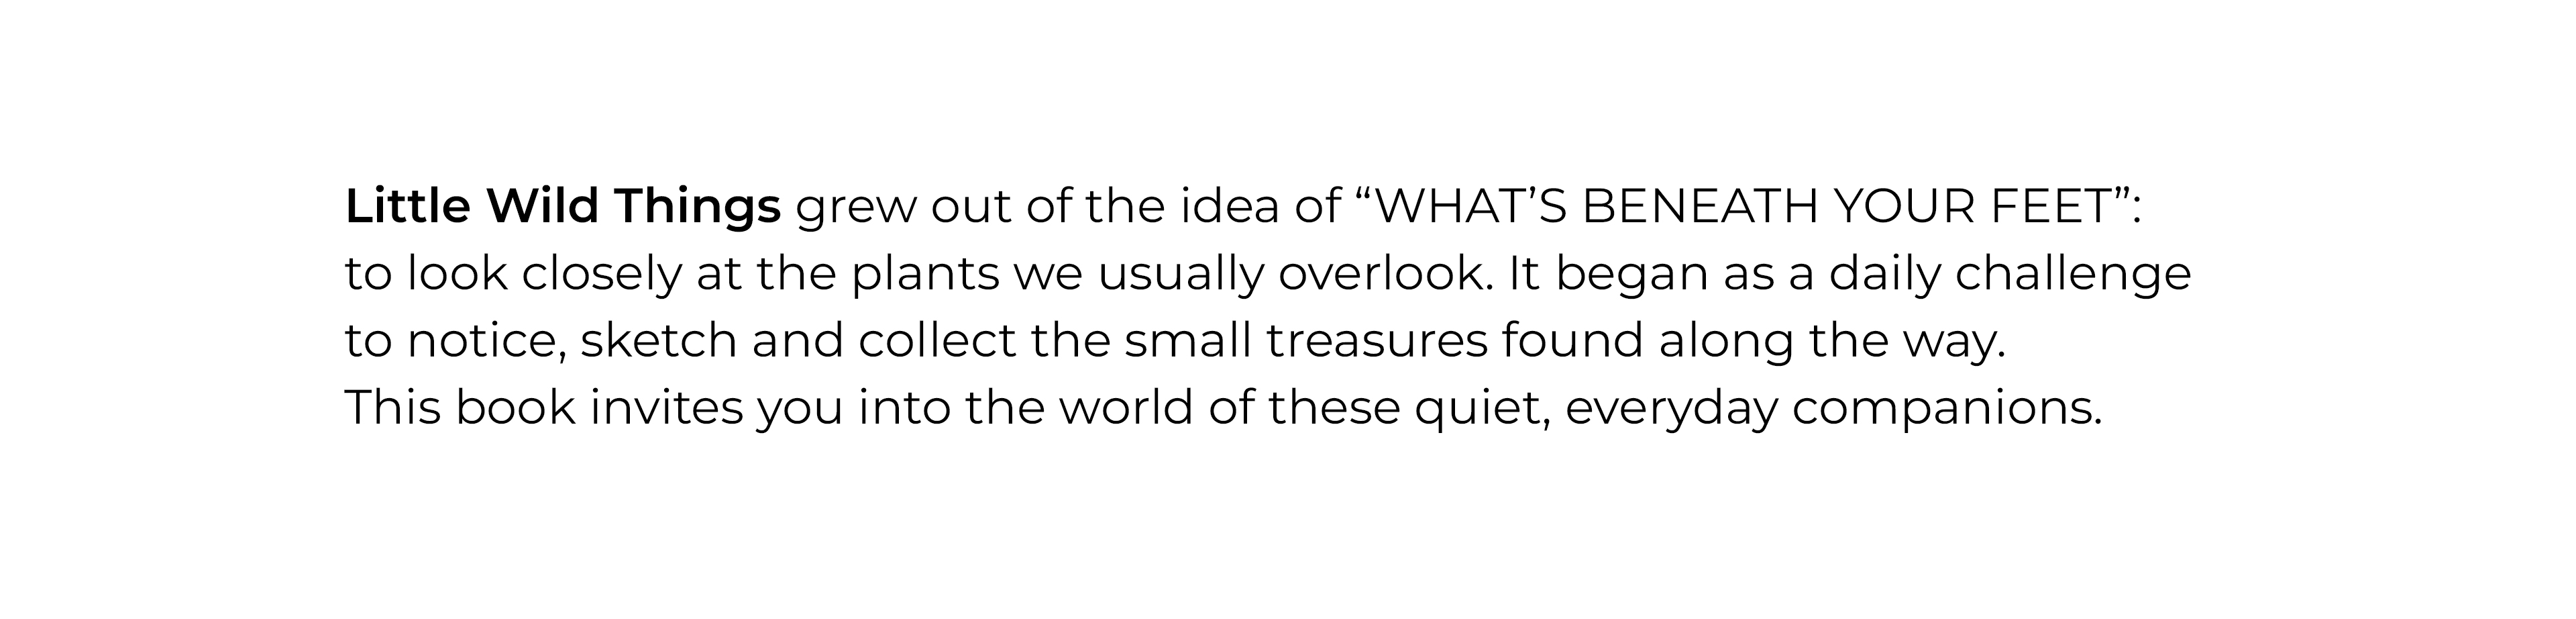 Little Wild Things grew out of the idea of “WHAT’S BENEATH YOUR FEET”:
to look closely at the plants we usually overlook. It began as a daily challenge
to notice, sketch and collect the small treasures found along the way.
This book invites you into the world of these quiet, everyday companions.